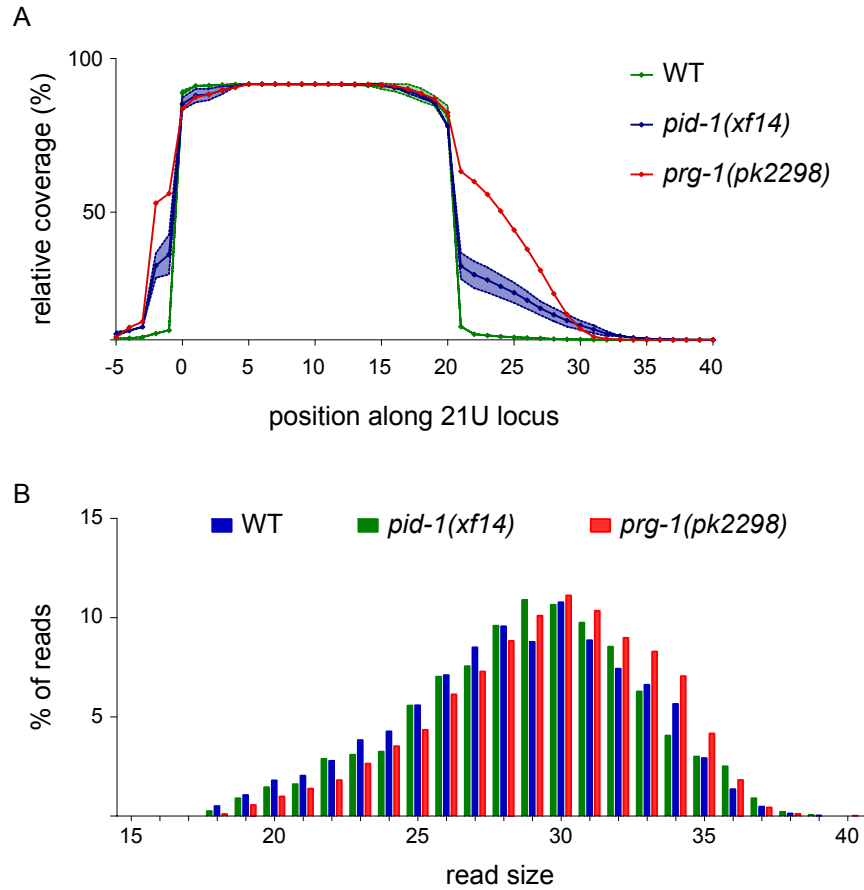 A
100
50
relative coverage (%)
WT
pid-1(xf14)
prg-1(pk2298)
-5 0 5 10 15 20 25 30 35 40
position along 21U locus
B
WT pid-1(xf14) prg-1(pk2298)
15
10
5
% of reads
15 20 25 30 35 40
read size